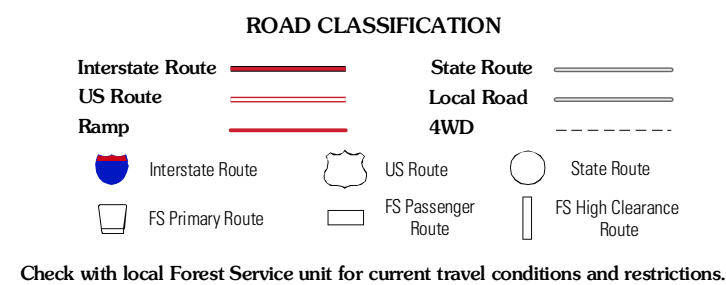 ROAD CLASSIFICATION
Interstate Route
State Route
US Route
Local Road
Ramp
4WD
Interstate Route
US Route
State Route
FS Primary Route
FS Passenger
Route
FS High Clearance
Route
Check with local Forest Service unit for current travel conditions and restrictions.